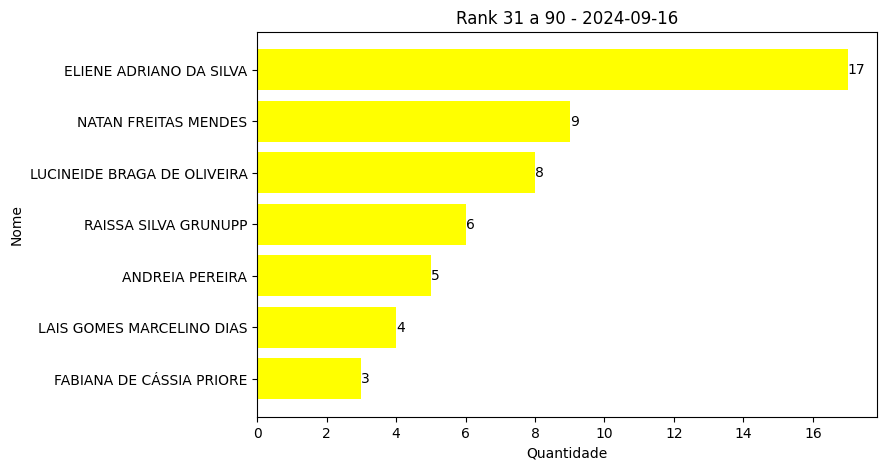 Rank 31 a 90 - 2024-09-16
Nome
ELIENE ADRIANO DA SILVA 17
NATAN FREITAS MENDES 9
LUCINEIDE BRAGA DE OLIVEIRA 8
RAISSA SILVA GRUNUPP 6
ANDREIA PEREIRA 5
LAIS GOMES MARCELINO DIAS 4
FABIANA DE CÁSSIA PRIORE 3
0 2 4 6 8 10 12 14 16
Quantidade